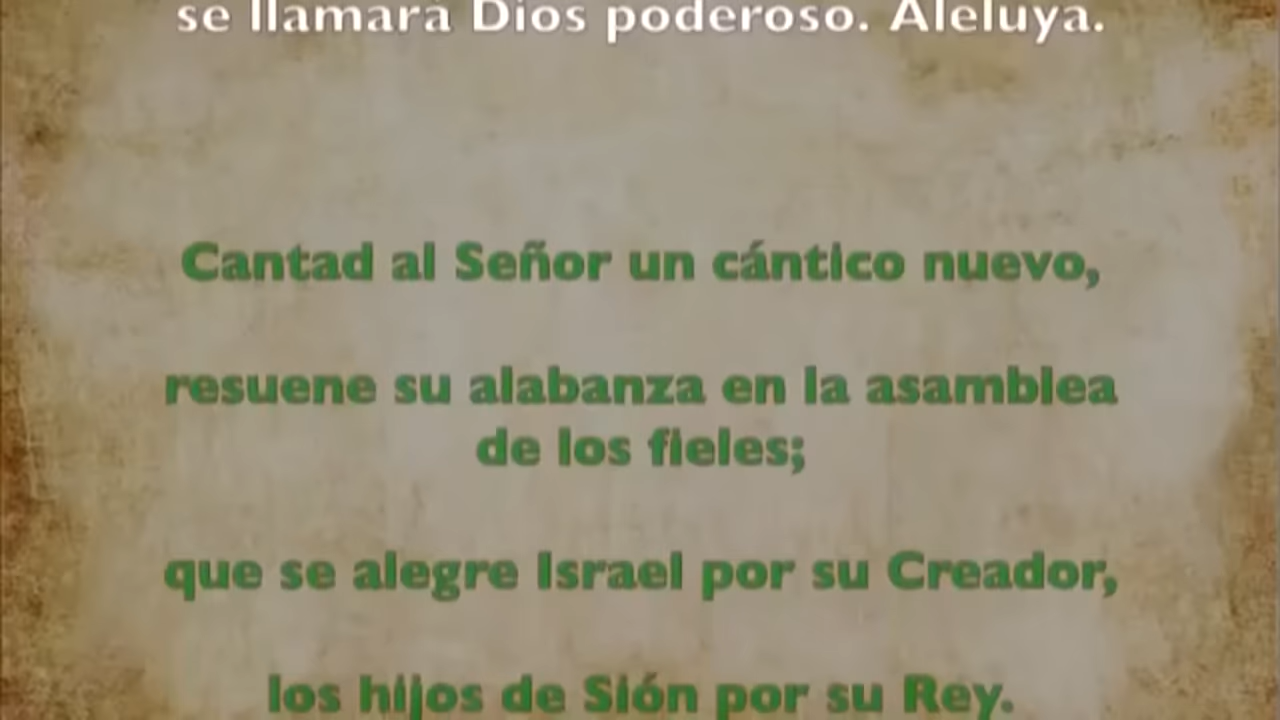 se llamará Dios poderoso. Aleluya.
Cantad al Señor un cántico nuevo,
resuene su alabanza en la asamblea
de los fieles;
que se alegre Israel por su Creador,
los hijos de Sión por su Rey.